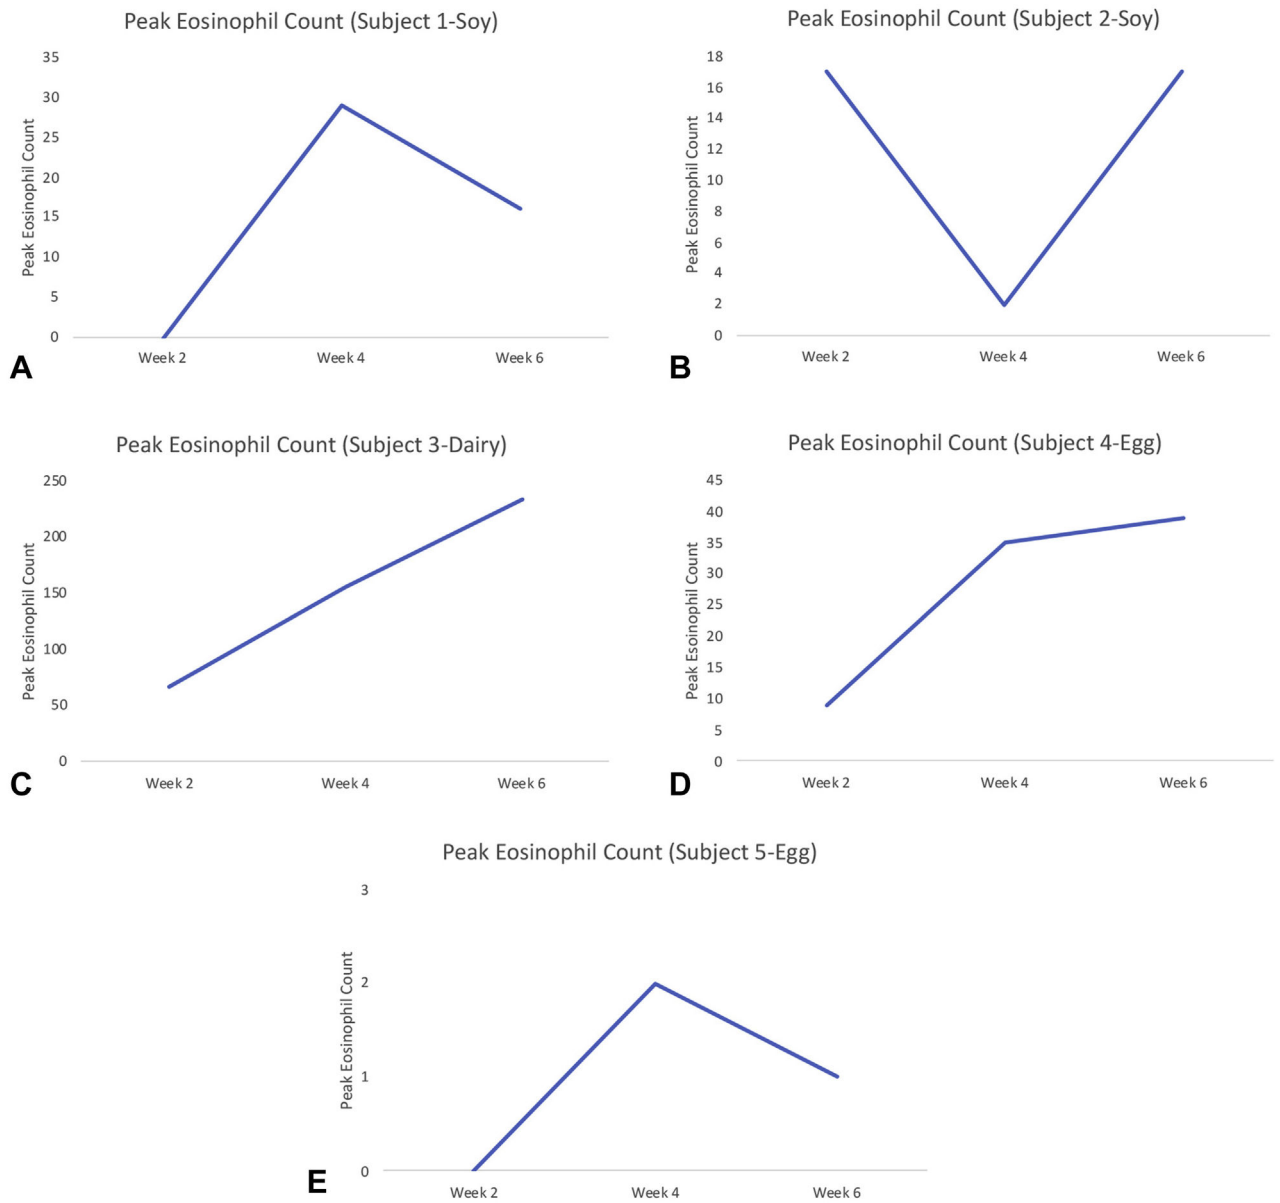 Peak Eosinophil Count (Subject 1-Soy)
35
30
25
20
15
10
5
0
Peak Eosinophil Count
Week 2
Week 4
Week 6
A
Peak Eosinophil Count (Subject 2-Soy)
18
16
14
12
10
8
6
4
2
0
Peak Eosinophil Count
Week 2
Week 4
Week 6
B
Peak Eosinophil Count (Subject 3-Dairy)
250
200
150
100
50
0
Peak Eosinophil Count
Week 2
Week 4
Week 6
C
Peak Eosinophil Count (Subject 4-Egg)
45
40
35
30
25
20
15
10
5
0
Peak Esoinophil Count
Week 2
Week 4
Week 6
D
Peak Eosinophil Count (Subject 5-Egg)
3
2
1
0
Peak Eosinophil Count
Week 2
Week 4
Week 6
E